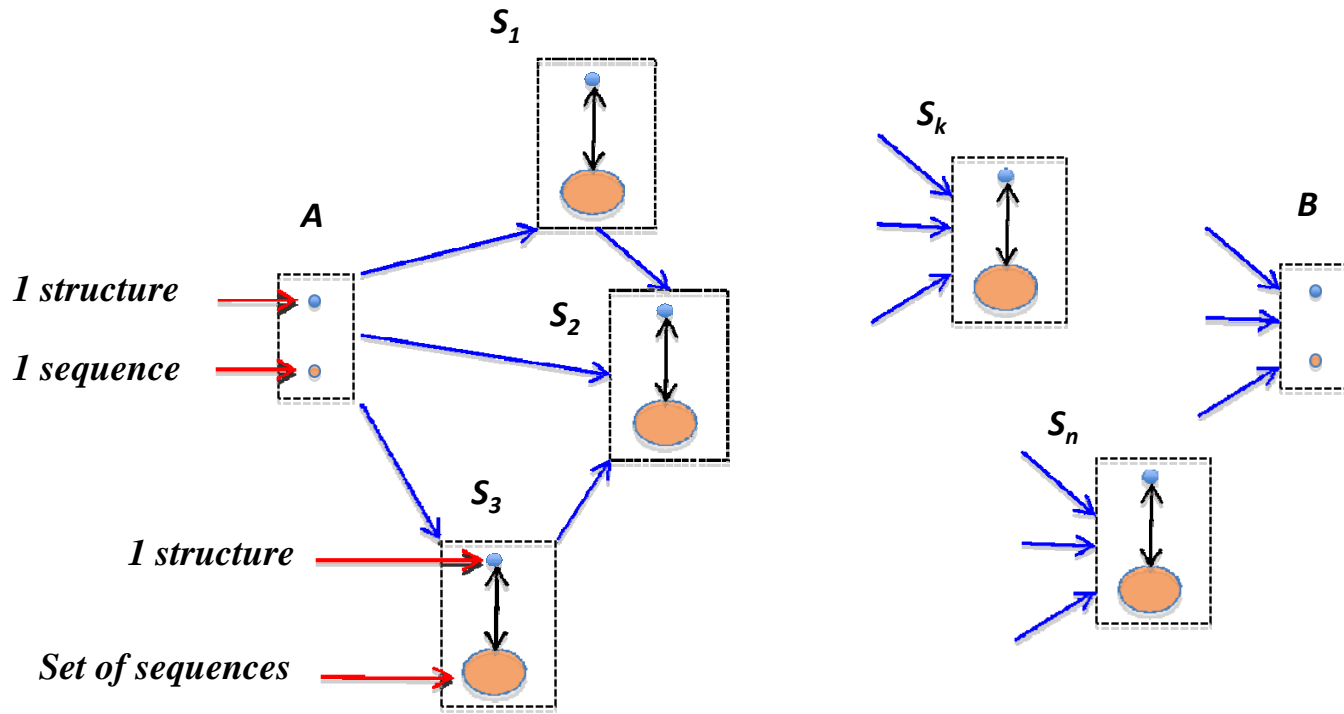 S1
Sk
A
B
1 structure
S2
1 sequence
Sn
S3
1 structure
Set of sequences